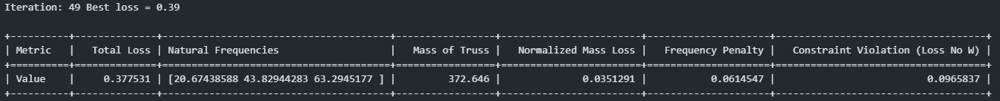 Iteration: 49 Best loss = 0.39
+----------+--------------+--------------------------------------+----------------+------------------------+--------------------+-----------------------------------+
| Metric   |   Total Loss | Natural Frequencies                  |   Mass of Truss |   Normalized Mass Loss |   Frequency Penalty |   Constraint Violation (Loss No W) |
+==========+==============+======================================+================+========================+====================+===================================+
| Value    |     0.377531 | [20.67438588 43.82944283 63.2945177 ] |         372.646 |              0.0351291 |           0.0614547 |                          0.0965837 |
+----------+--------------+--------------------------------------+----------------+------------------------+--------------------+-----------------------------------+